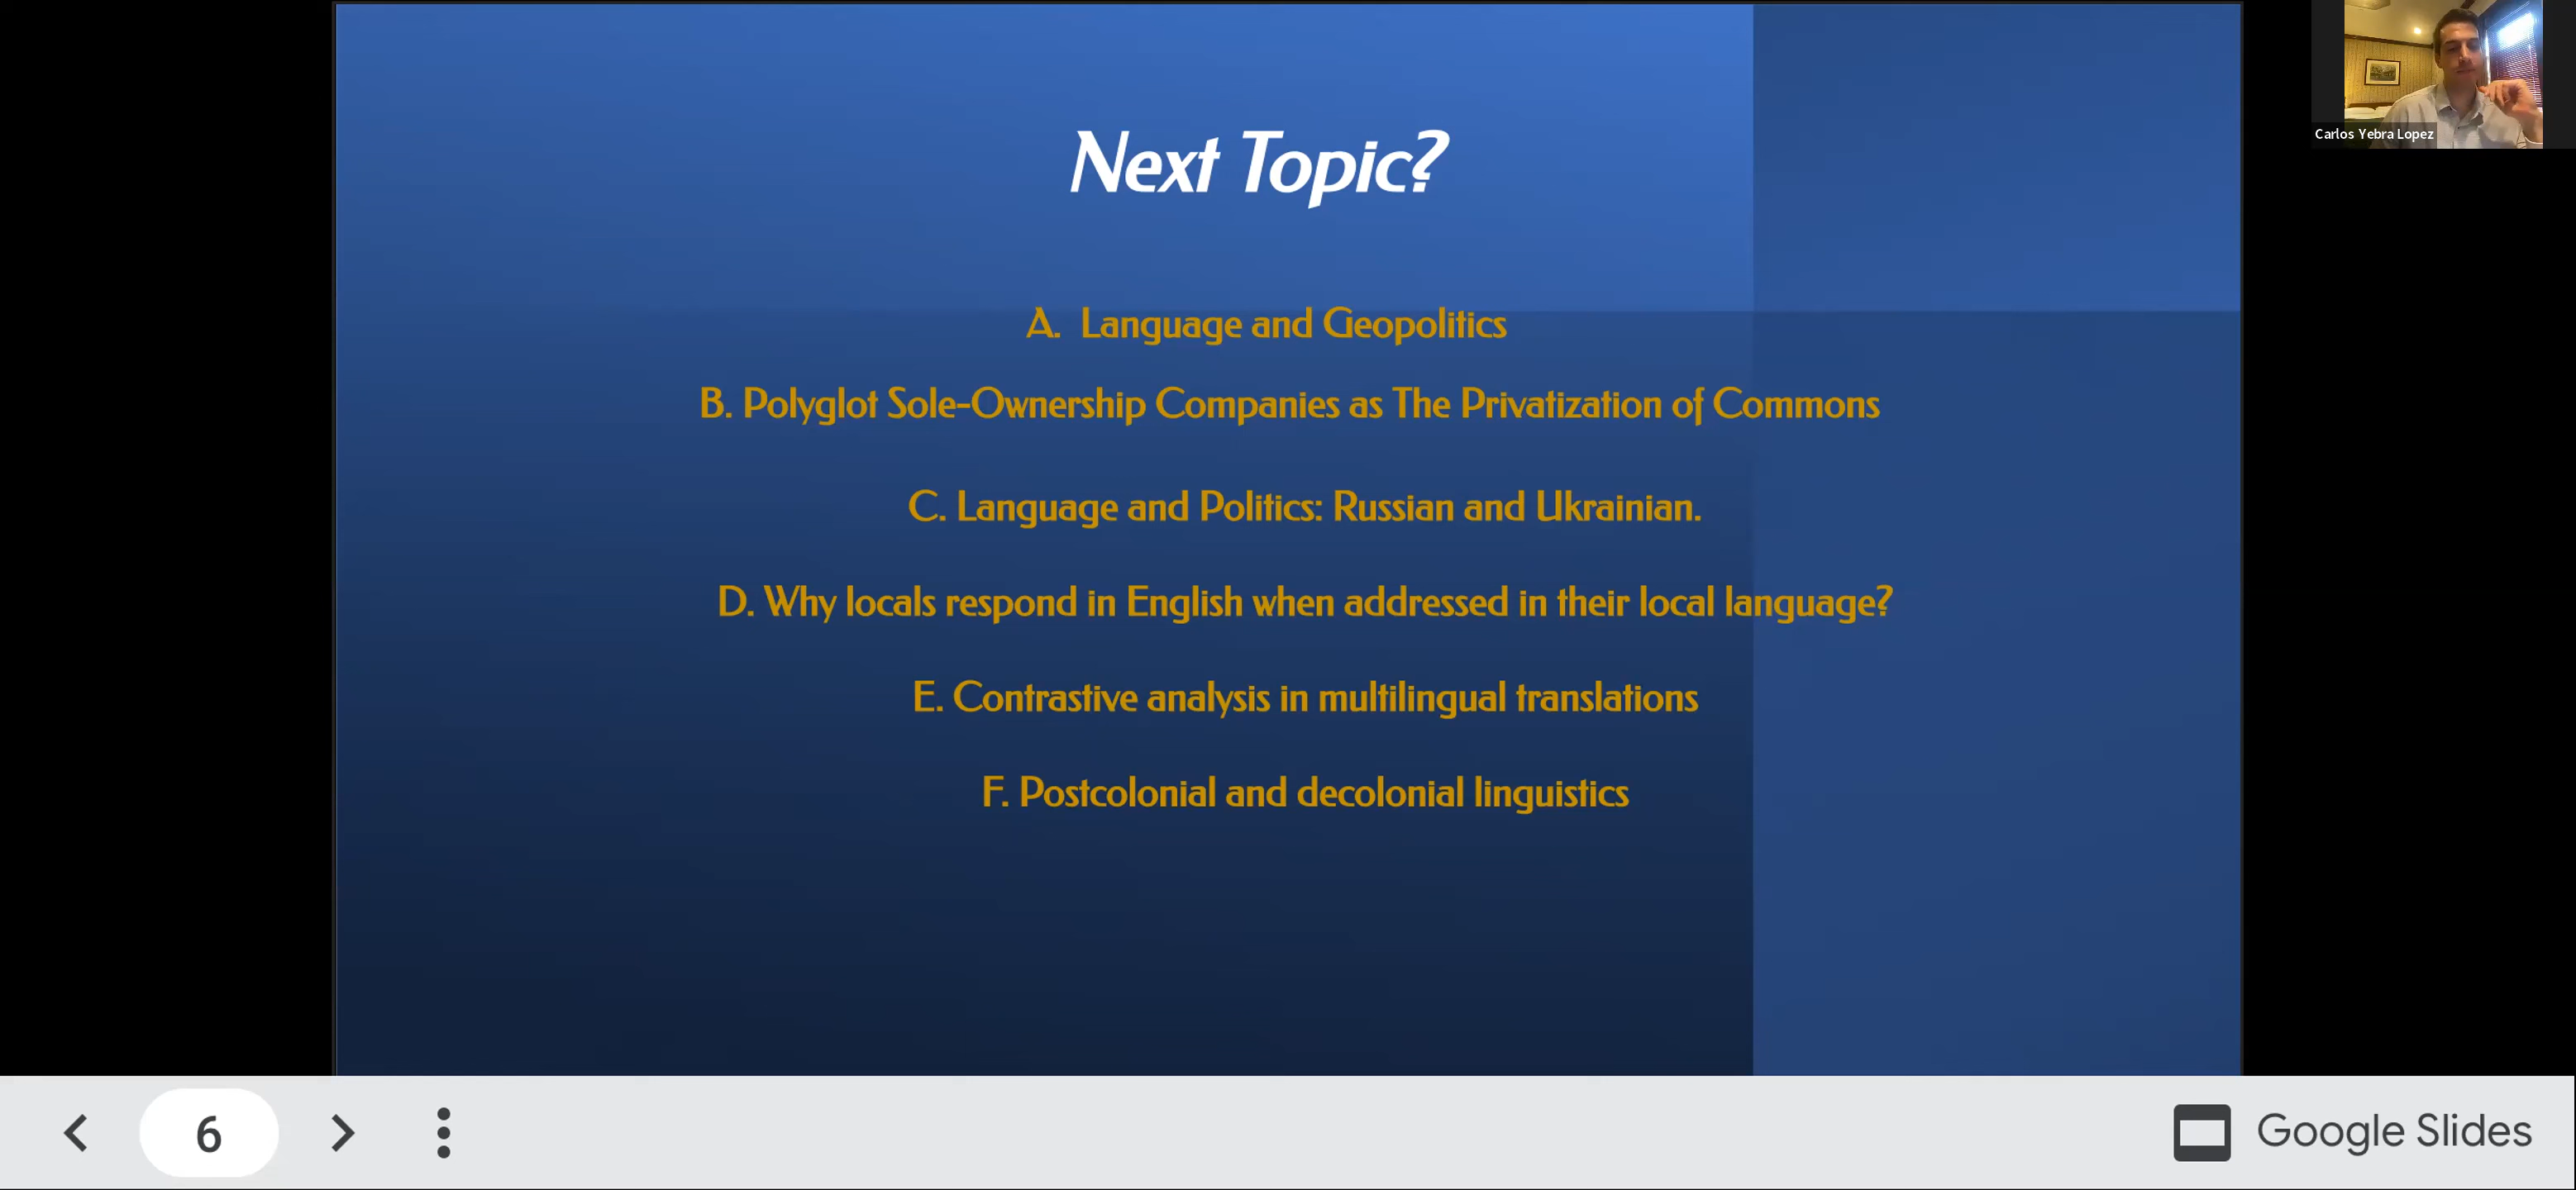 Next Topic?
A. Language and Geopolitics
B. Polyglot Sole-Ownership Companies as The Privatization of Commons
C. Language and Politics: Russian and Ukrainian.
D. Why locals respond in English when addressed in their local language?
E. Contrastive analysis in multilingual translations
F. Postcolonial and decolonial linguistics
Carlos Yebra Lopez
6
Google Slides